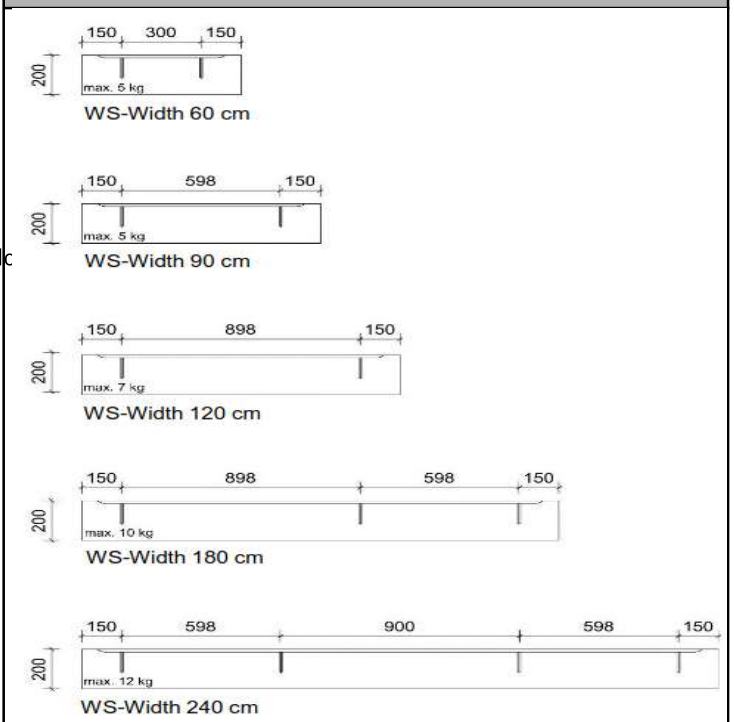 150 300 150
200
max. 5 kg
WS-Width 60 cm
150 598 150
200
max. 5 kg
WS-Width 90 cm
150 898 150
200
max. 7 kg
WS-Width 120 cm
150 898 598 150
200
max. 10 kg
WS-Width 180 cm
150 598 900 598 150
200
max. 12 kg
WS-Width 240 cm